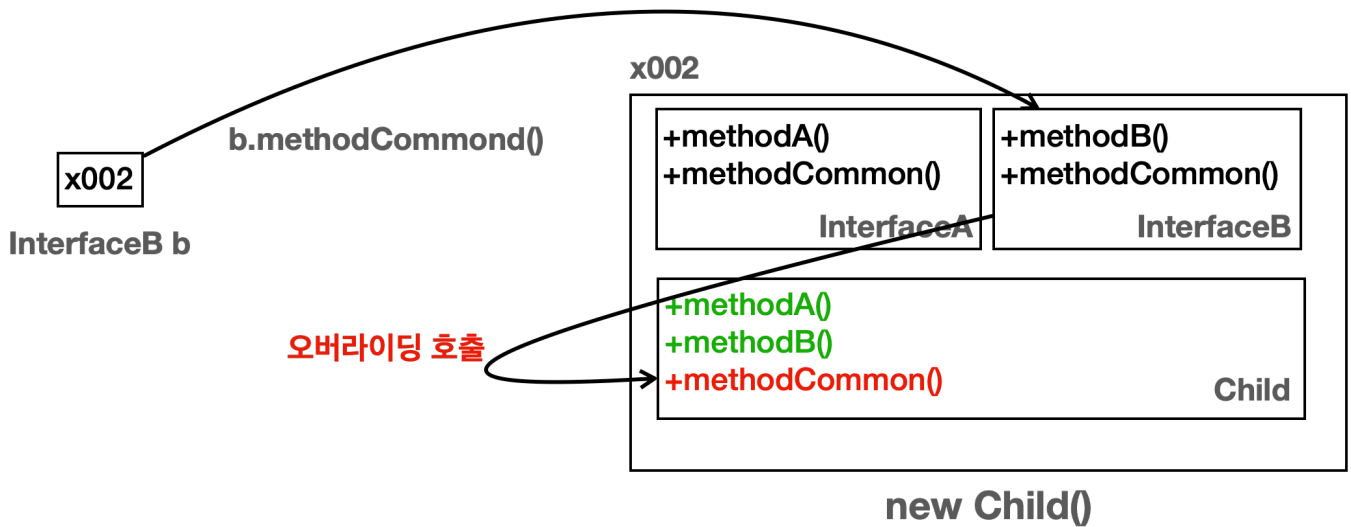 x002
b.methodCommond()
x002
InterfaceB b
+methodA()
+methodCommon()
InterfaceA
+methodB()
+methodCommon()
InterfaceB
오버라이딩 호출
+methodA()
+methodB()
+methodCommon()
Child
new Child()